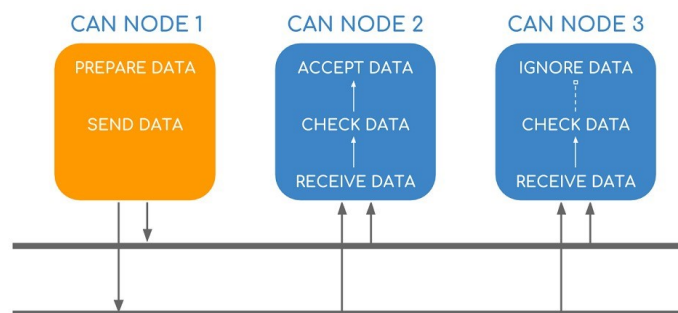 CAN NODE 1
PREPARE DATA
SEND DATA
CAN NODE 2
ACCEPT DATA
CHECK DATA
RECEIVE DATA
CAN NODE 3
IGNORE DATA
CHECK DATA
RECEIVE DATA